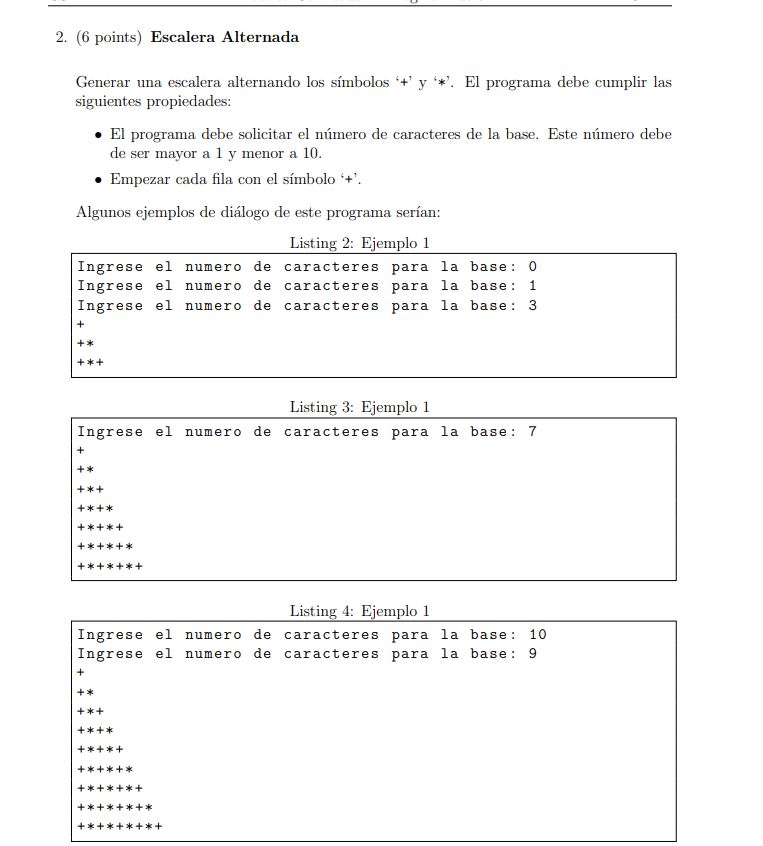 2. (6 points) Escalera Alternada
Generar una escalera alternando los símbolos ‘+’ y ‘*’. El programa debe cumplir las
siguientes propiedades:
• El programa debe solicitar el número de caracteres de la base. Este número debe
de ser mayor a 1 y menor a 10.
• Empezar cada fila con el símbolo ‘+’.
Algunos ejemplos de diálogo de este programa serían:
Listing 2: Ejemplo 1
Ingrese el numero de caracteres para la base: 0
Ingrese el numero de caracteres para la base: 1
Ingrese el numero de caracteres para la base: 3
+
+*
+*+
Listing 3: Ejemplo 1
Ingrese el numero de caracteres para la base: 7
+
+*
+*+
+*+*
+*+*+
+*+*+*
+*+*+*+
Listing 4: Ejemplo 1
Ingrese el numero de caracteres para la base: 10
Ingrese el numero de caracteres para la base: 9
+
+*
+*+
+*+*
+*+*+
+*+*+*
+*+*+*+
+*+*+*+*
+*+*+*+*+